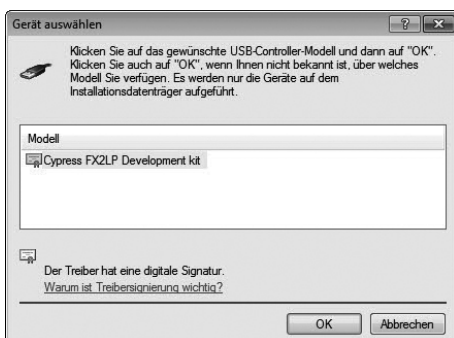 Gerät auswählen
Klicken Sie auf das gewünschte USB-Controller-Modell und dann auf "OK".
Klicken Sie auch auf "OK", wenn Ihnen nicht bekannt ist, über welches
Modell Sie verfügen. Es werden nur die Geräte auf dem
Installationsdatenträger aufgeführt.
Modell
Cypress FX2LP Development kit
Der Treiber hat eine digitale Signatur.
Warum ist Treibersignierung wichtig?
OK
Abbrechen